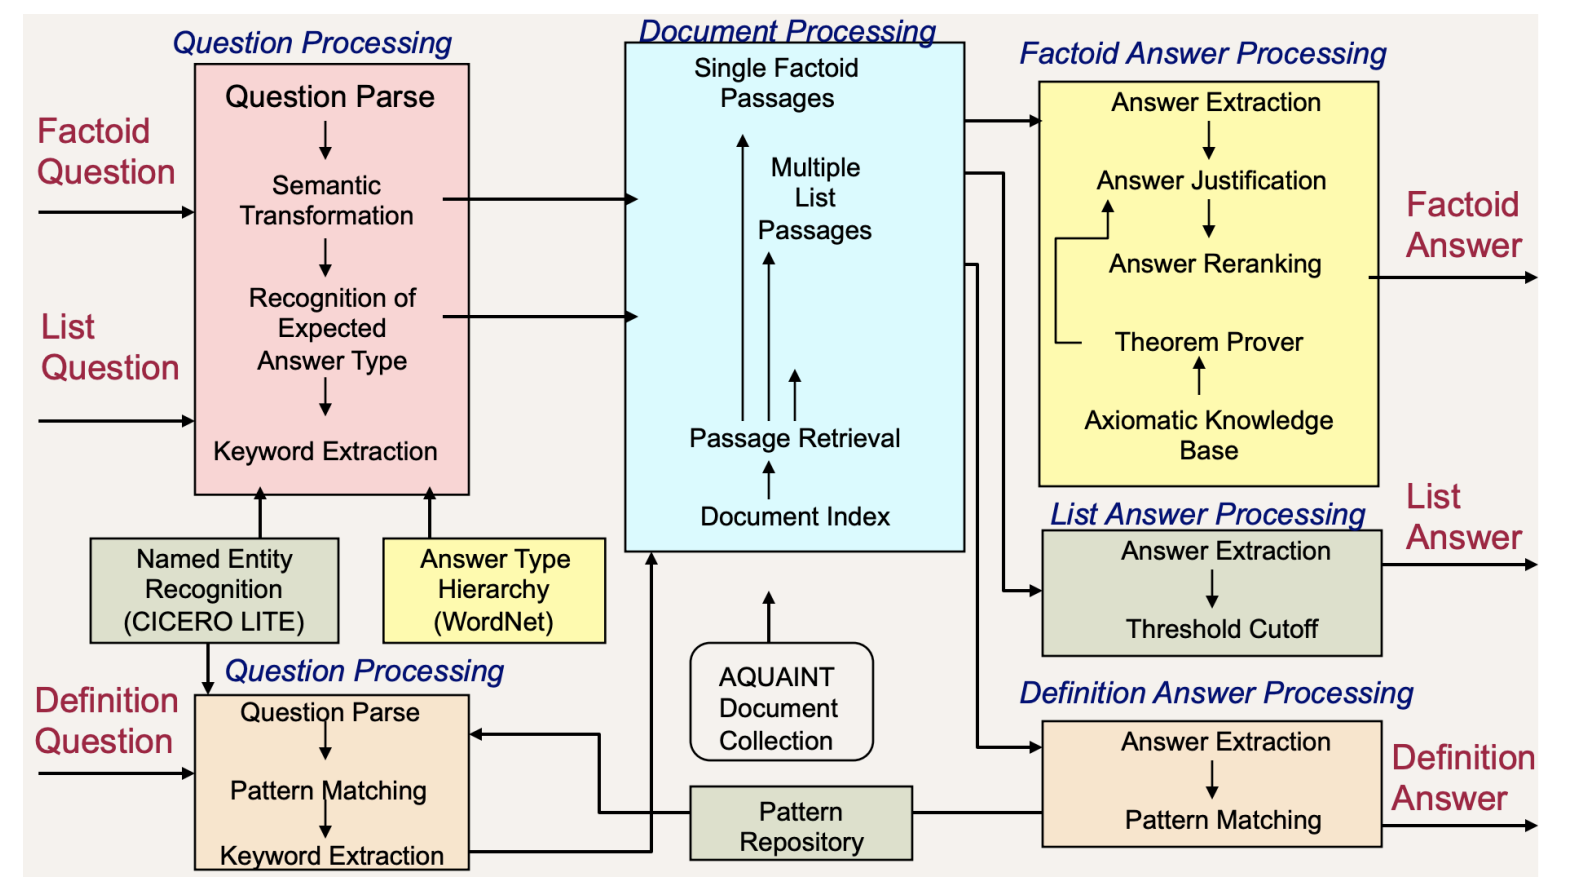 Question Processing
Document Processing
Factoid Answer Processing
Factoid
Question
List
Question
Question Parse
Semantic
Transformation
Recognition of
Expected
Answer Type
Keyword Extraction
Single Factoid
Passages
Multiple
List
Passages
Passage Retrieval
Document Index
Answer Extraction
Answer Justification
Answer Reranking
Theorem Prover
Axiomatic Knowledge
Base
Factoid
Answer
Named Entity
Recognition
(CICERO LITE)
Answer Type
Hierarchy
(WordNet)
List Answer Processing
Answer Extraction
Threshold Cutoff
List
Answer
Question Processing
Definition
Question
Question Parse
Pattern Matching
Keyword Extraction
AQUAINT
Document
Collection
Pattern
Repository
Definition Answer Processing
Answer Extraction
Pattern Matching
Definition
Answer